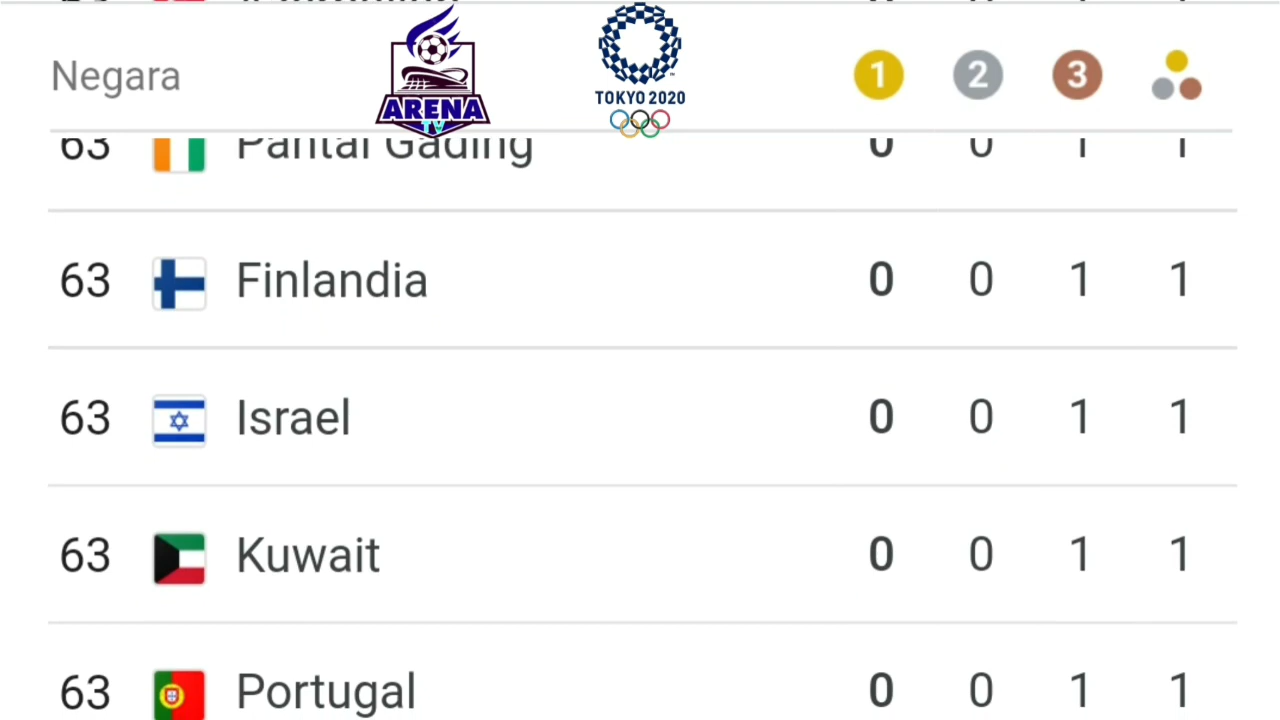 Negara
ARENA
TV
TOKYO 2020
1 2 3
63 Pantai Gading 0 0 1 1
63 Finlandia 0 0 1 1
63 Israel 0 0 1 1
63 Kuwait 0 0 1 1
63 Portugal 0 0 1 1